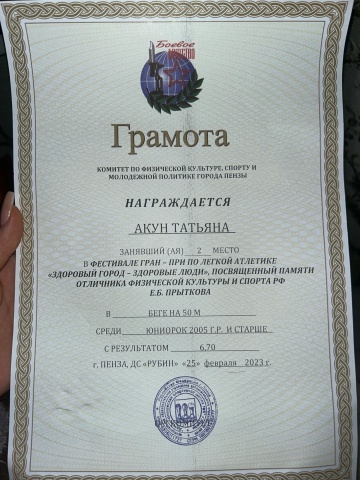 Боевое
Грамота
КОМИТЕТ ПО ФИЗИЧЕСКОЙ КУЛЬТУРЕ, СПОРТУ И
МОЛОДЕЖНОЙ ПОЛИТИКЕ ГОРОДА ПЕНЗЫ
НАГРАЖДАЕТСЯ
АКУН ТАТЬЯНА
ЗАНЯВШИЙ (АЯ) 2 МЕСТО
В ФЕСТИВАЛЕ ГРАН – ПРИ ПО ЛЕГКОЙ АТЛЕТИКЕ
«ЗДОРОВЫЙ ГОРОД – ЗДОРОВЫЕ ЛЮДИ», ПОСВЯЩЕННЫЙ ПАМЯТИ
ОТЛИЧНИКА ФИЗИЧЕСКОЙ КУЛЬТУРЫ И СПОРТА РФ
Е.Б. ПРЫТКОВА
В БЕГЕ НА 50 М
СРЕДИ ЮНИОРОК 2005 Г.Р. И СТАРШЕ
С РЕЗУЛЬТАТОМ 6,70
г. ПЕНЗА, ДС «РУБИН» «25» февраля 2023 г.